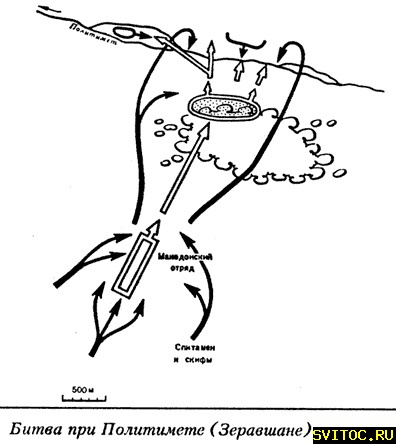 Политимет
Македонский
отряд
Спитамен
и скифы
500 м
Битва при Политимете (Зеравшане)
SVITOC.RU